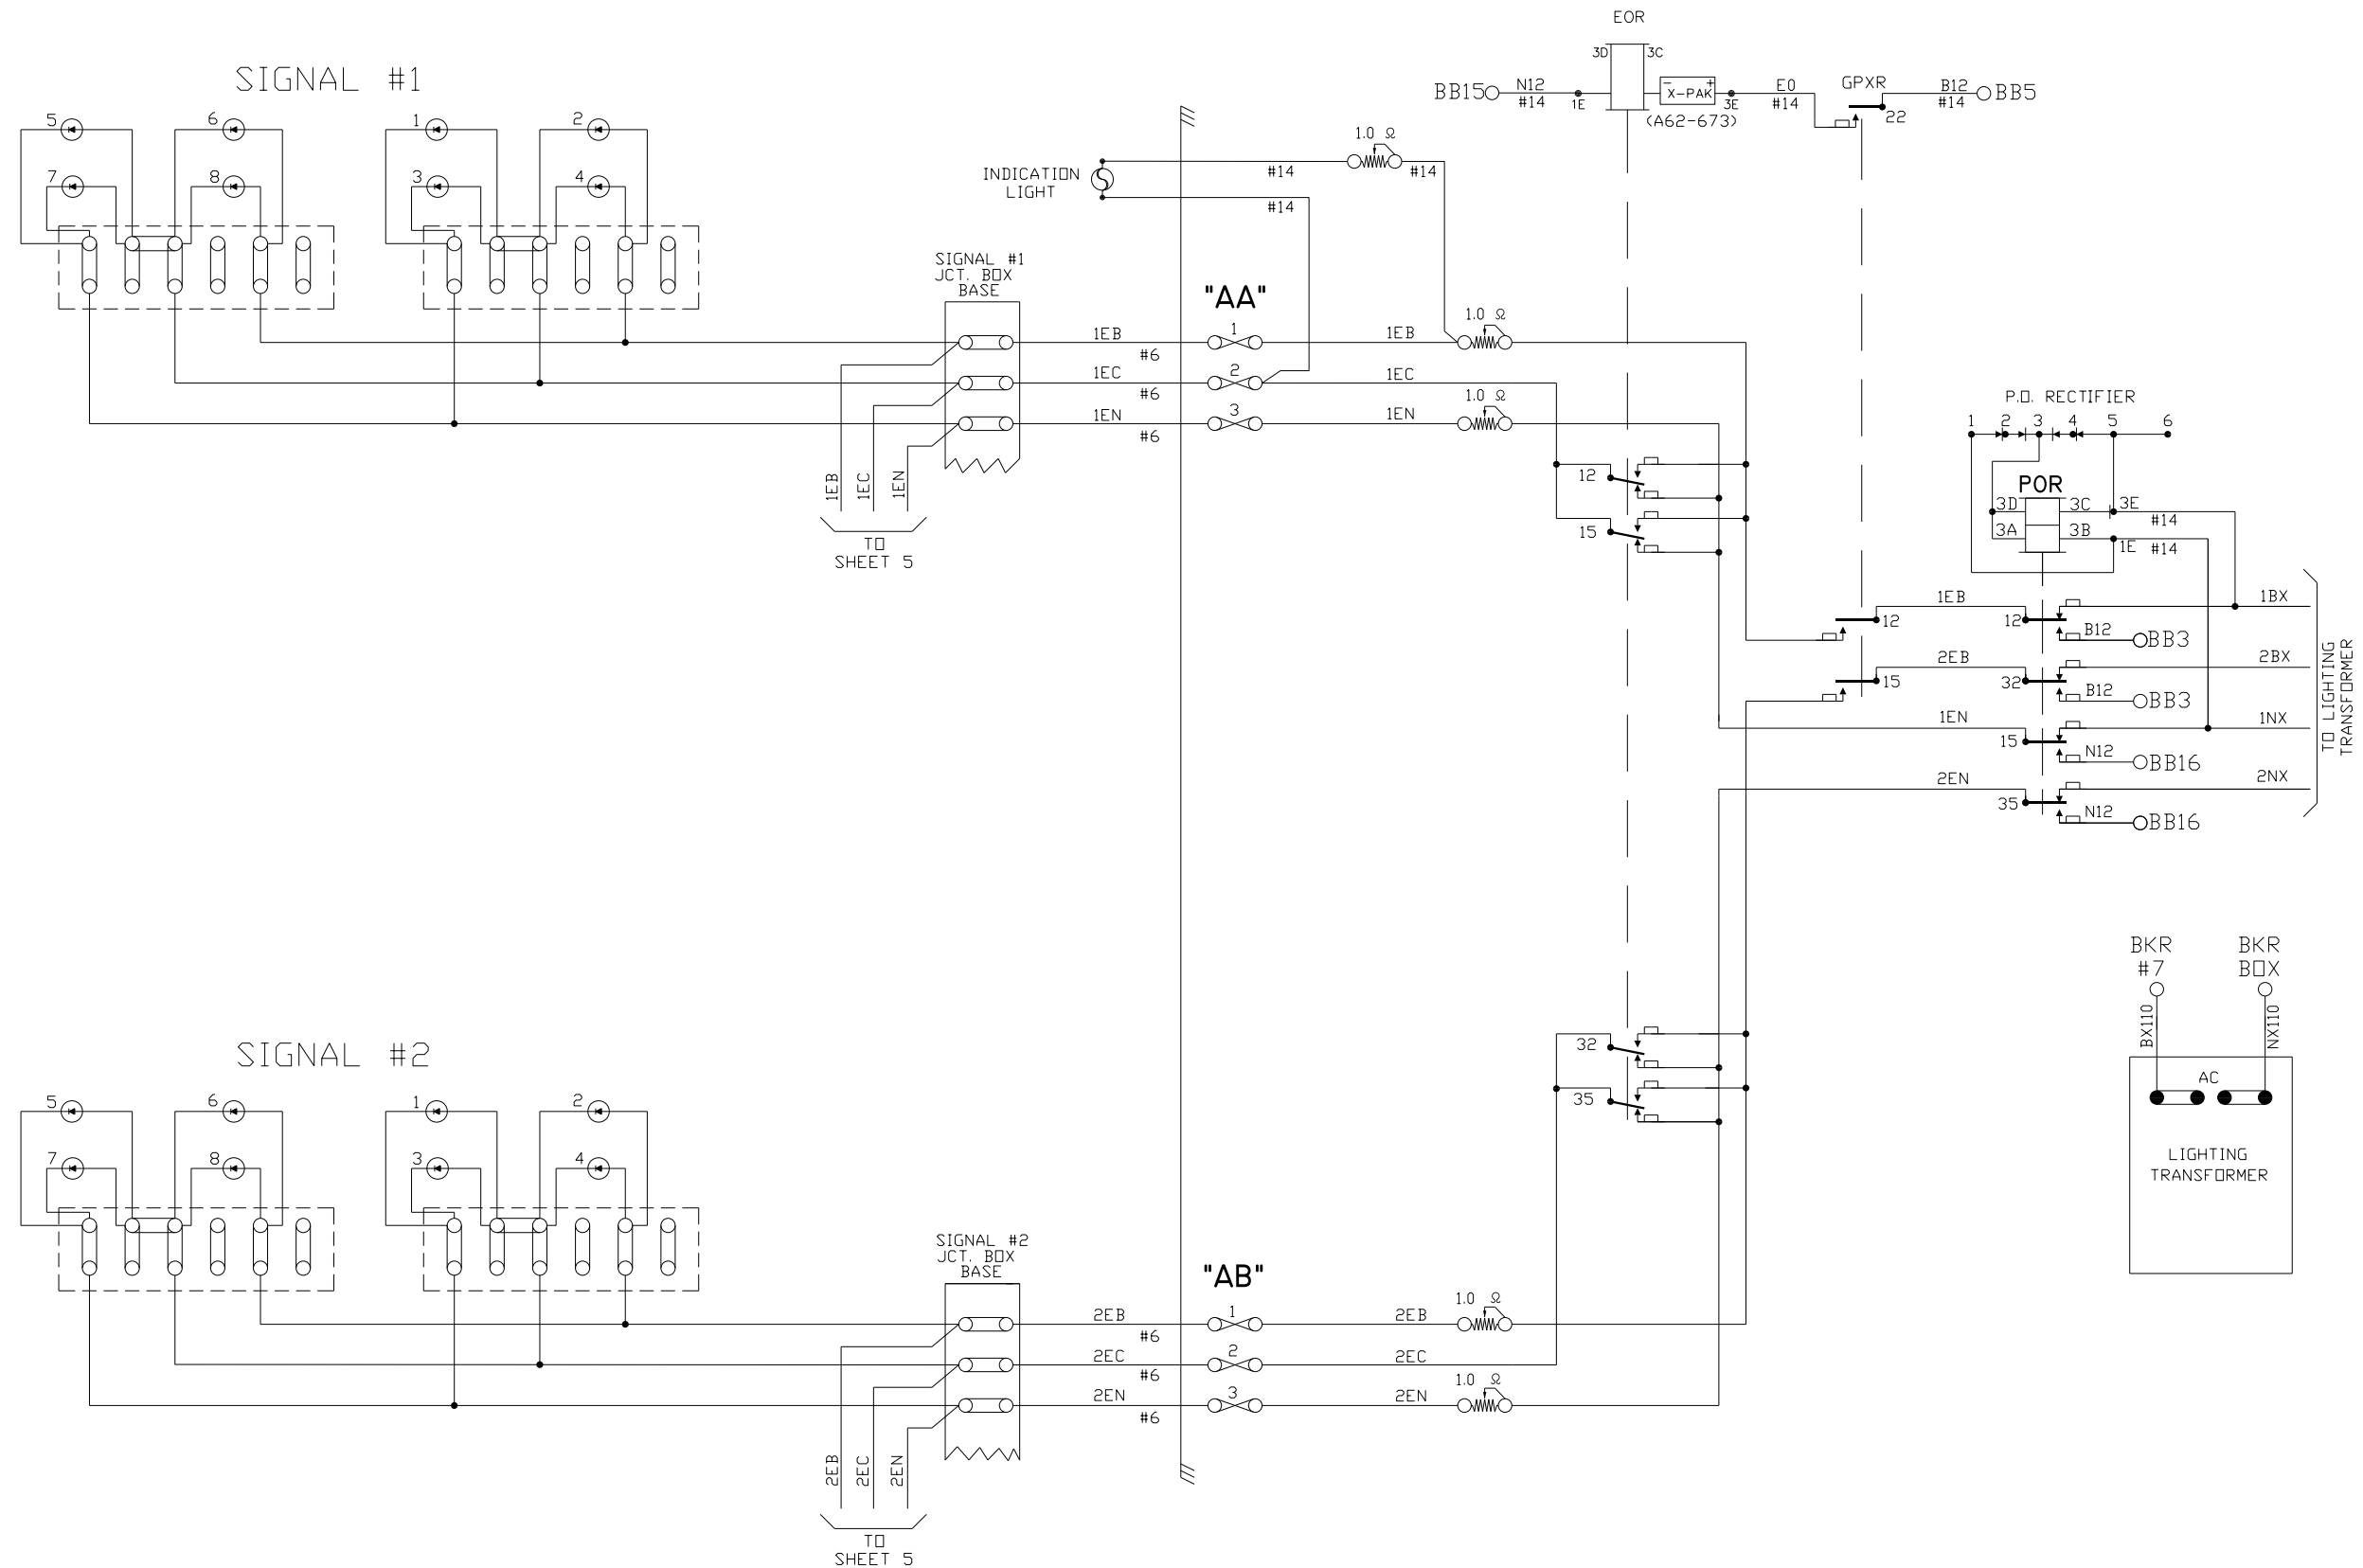 EOR
3D
3C
BB15
N12
#14
1E
- +
X-PAK
3E
(A62-673)
E0
#14
GPXR
22
B12
#14
BB5
SIGNAL #1
5
6
1
2
7
8
3
4
INDICATION
LIGHT
#14
1.0 Ω
#14
#14
SIGNAL #1
JCT. BOX
BASE
"AA"
1EB
#6
1
1EB
1.0 Ω
1EC
#6
2
1EC
1EN
#6
3
1EN
1.0 Ω
1EB
1EC
1EN
TO
SHEET 5
12
15
P.O. RECTIFIER
1
2
3
4
5
6
POR
3D
3C
3E
#14
3A
3B
1E
#14
1EB
12
12
1BX
B12
BB3
2EB
15
32
2BX
B12
BB3
1EN
15
1NX
N12
BB16
2EN
35
2NX
N12
BB16
TO LIGHTING
TRANSFORMER
BKR
#7
BKR
BOX
BX110
NX110
AC
LIGHTING
TRANSFORMER
SIGNAL #2
5
6
1
2
7
8
3
4
32
35
SIGNAL #2
JCT. BOX
BASE
"AB"
2EB
#6
1
2EB
1.0 Ω
2EC
#6
2
2EC
2EN
#6
3
2EN
1.0 Ω
2EB
2EC
2EN
TO
SHEET 5